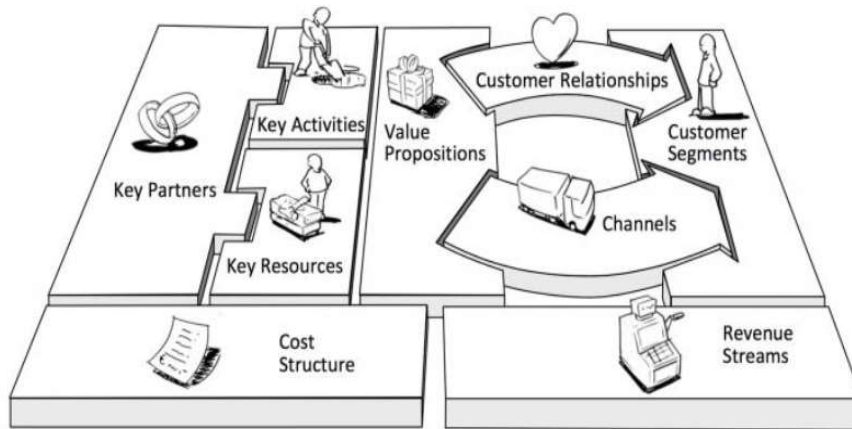 Key Partners
Key Activities
Key Resources
Value
Propositions
Customer Relationships
Channels
Customer
Segments
Cost
Structure
Revenue
Streams